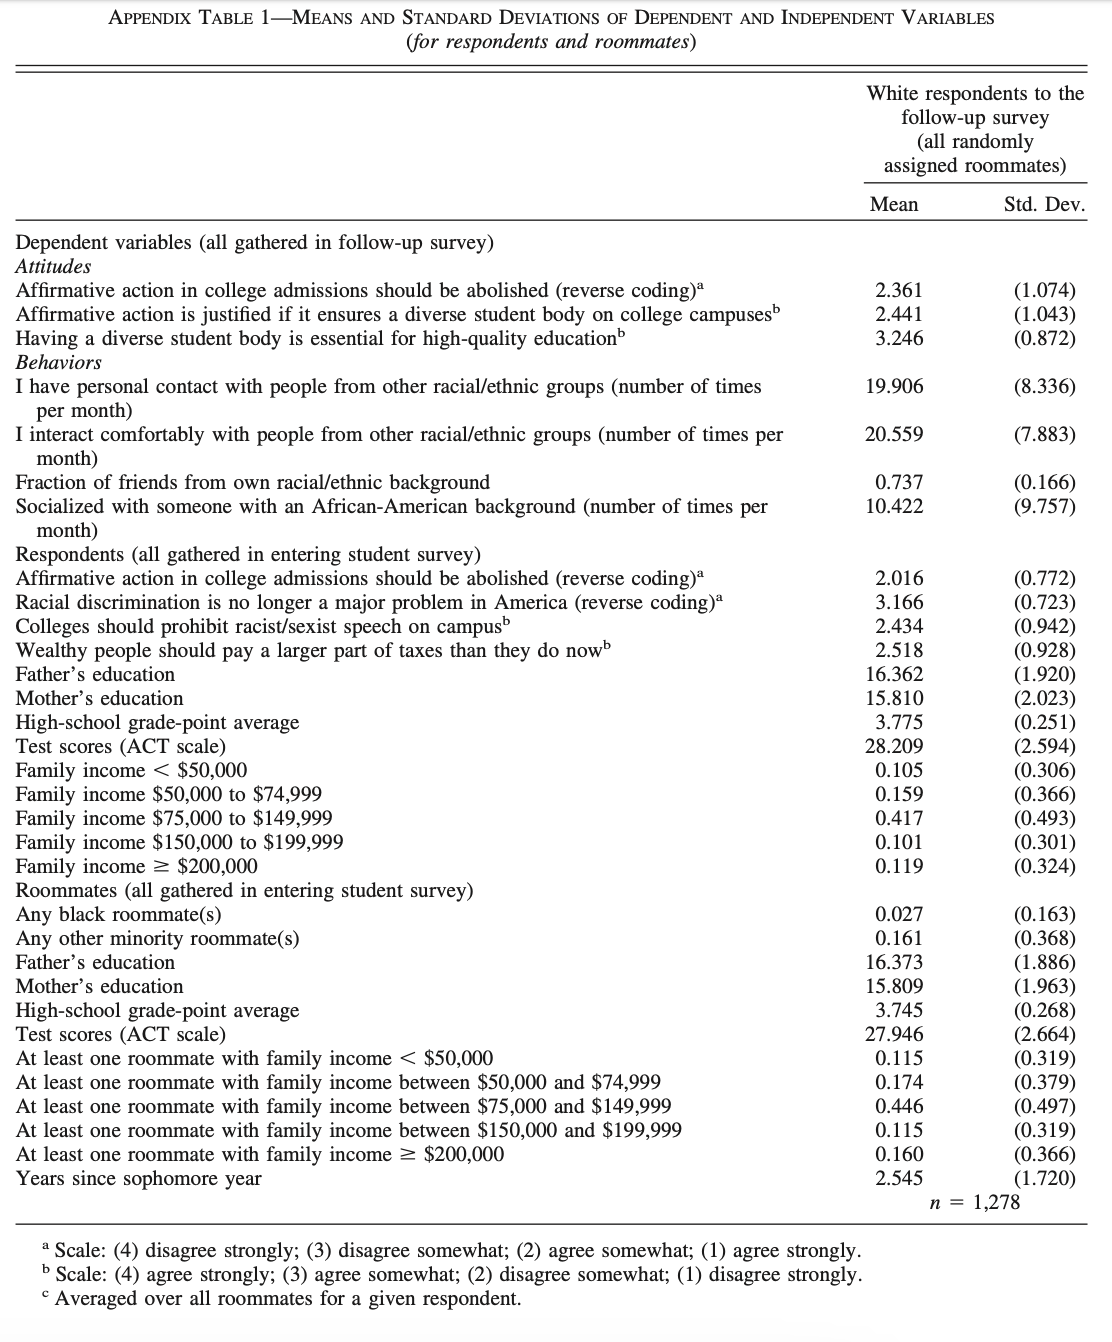 APPENDIX TABLE 1—MEANS AND STANDARD DEVIATIONS OF DEPENDENT AND INDEPENDENT VARIABLES
(for respondents and roommates)
White respondents to the
follow-up survey
(all randomly
assigned roommates)
Mean Std. Dev.
Dependent variables (all gathered in follow-up survey)
Attitudes
Affirmative action in college admissions should be abolished (reverse coding)ᵃ 2.361 (1.074)
Affirmative action is justified if it ensures a diverse student body on college campusesᵇ 2.441 (1.043)
Having a diverse student body is essential for high-quality educationᵇ 3.246 (0.872)
Behaviors
I have personal contact with people from other racial/ethnic groups (number of times 19.906 (8.336)
per month)
I interact comfortably with people from other racial/ethnic groups (number of times per 20.559 (7.883)
month)
Fraction of friends from own racial/ethnic background 0.737 (0.166)
Socialized with someone with an African-American background (number of times per 10.422 (9.757)
month)
Respondents (all gathered in entering student survey)
Affirmative action in college admissions should be abolished (reverse coding)ᵃ 2.016 (0.772)
Racial discrimination is no longer a major problem in America (reverse coding)ᵃ 3.166 (0.723)
Colleges should prohibit racist/sexist speech on campusᵇ 2.434 (0.942)
Wealthy people should pay a larger part of taxes than they do nowᵇ 2.518 (0.928)
Father's education 16.362 (1.920)
Mother's education 15.810 (2.023)
High-school grade-point average 3.775 (0.251)
Test scores (ACT scale) 28.209 (2.594)
Family income < $50,000 0.105 (0.306)
Family income $50,000 to $74,999 0.159 (0.366)
Family income $75,000 to $149,999 0.417 (0.493)
Family income $150,000 to $199,999 0.101 (0.301)
Family income ≥ $200,000 0.119 (0.324)
Roommates (all gathered in entering student survey)
Any black roommate(s) 0.027 (0.163)
Any other minority roommate(s) 0.161 (0.368)
Father's education 16.373 (1.886)
Mother's education 15.809 (1.963)
High-school grade-point average 3.745 (0.268)
Test scores (ACT scale) 27.946 (2.664)
At least one roommate with family income < $50,000 0.115 (0.319)
At least one roommate with family income between $50,000 and $74,999 0.174 (0.379)
At least one roommate with family income between $75,000 and $149,999 0.446 (0.497)
At least one roommate with family income between $150,000 and $199,999 0.115 (0.319)
At least one roommate with family income ≥ $200,000 0.160 (0.366)
Years since sophomore year 2.545 (1.720)
n = 1,278
ᵃ Scale: (4) disagree strongly; (3) disagree somewhat; (2) agree somewhat; (1) agree strongly.
ᵇ Scale: (4) agree strongly; (3) agree somewhat; (2) disagree somewhat; (1) disagree strongly.
ᶜ Averaged over all roommates for a given respondent.